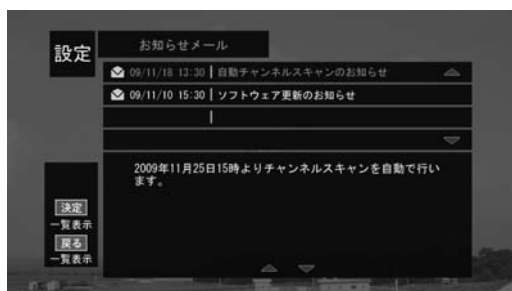 設定
お知らせメール
09/11/18 13:30 自動チャンネルスキャンのお知らせ
09/11/10 15:30 ソフトウェア更新のお知らせ
2009年11月25日15時よりチャンネルスキャンを自動で行い
ます。
決定
一覧表示
戻る
一覧表示